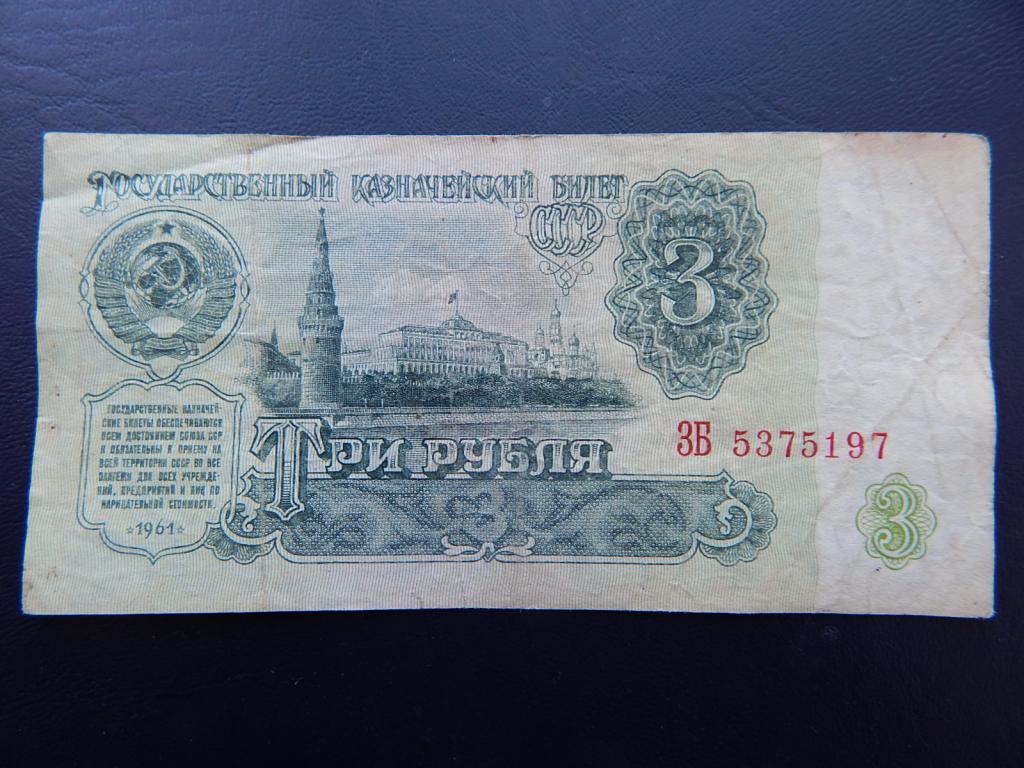 ГОСУДАРСТВЕННЫЙ КАЗНАЧЕЙСКИЙ БИЛЕТ
СССР
3
ГОСУДАРСТВЕННЫЕ КАЗНАЧЕЙ-
СКИЕ БИЛЕТЫ ОБЕСПЕЧИВАЮТСЯ
ВСЕМ ДОСТОЯНИЕМ СОЮЗА ССР
И ОБЯЗАТЕЛЬНЫ К ПРИЕМУ НА
ВСЕЙ ТЕРРИТОРИИ СССР ВО ВСЕ
ПЛАТЕЖИ ДЛЯ ВСЕХ УЧРЕЖДЕ-
НИЙ, ПРЕДПРИЯТИЙ И ЛИЦ ПО
НАРИЦАТЕЛЬНОЙ СТОИМОСТИ.
1961
ТРИ РУБЛЯ
ЗБ 5375197
3
3